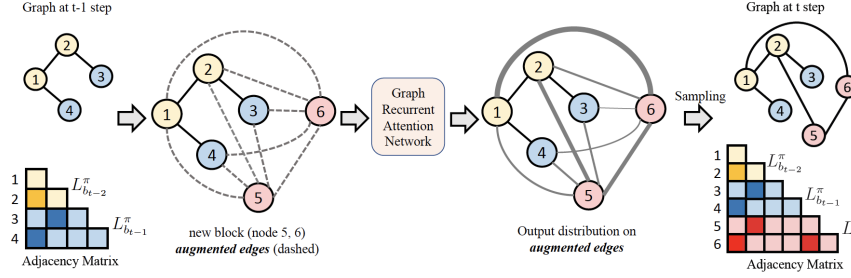 Graph at t-1 step
2
1
3
4
1
2
3
4
L^π_{b_{t-2}}
L^π_{b_{t-1}}
Adjacency Matrix
2
1
3
6
4
5
new block (node 5, 6)
augmented edges (dashed)
Graph
Recurrent
Attention
Network
2
1
3
6
4
5
Output distribution on
augmented edges
Sampling
Graph at t step
2
1
6
3
4
5
1
2
3
4
5
6
L^π_{b_{t-2}}
L^π_{b_{t-1}}
L
Adjacency Matrix